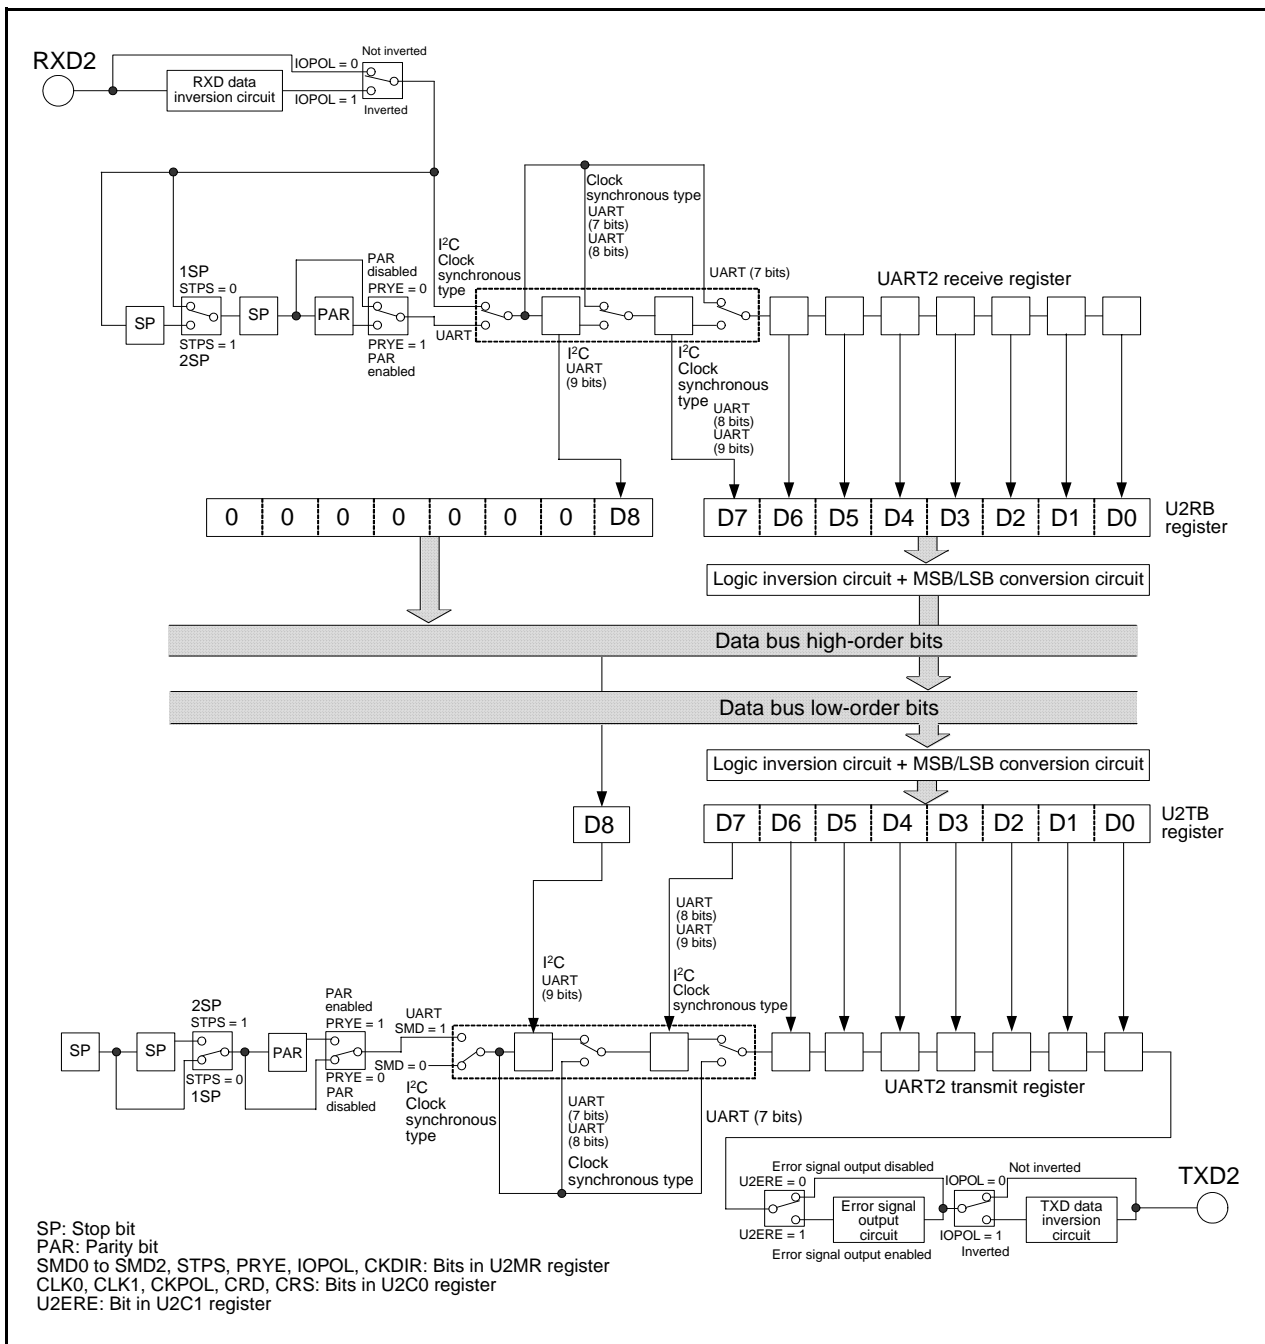 RXD2
Not inverted
IOPOL = 0
RXD data
inversion circuit
IOPOL = 1
Inverted
Clock
synchronous type
UART
(7 bits)
UART
(8 bits)
I²C
Clock
synchronous
type
PAR
disabled
PRYE = 0
1SP
STPS = 0
SP
SP
PAR
STPS = 1
2SP
PRYE = 1
PAR
enabled
UART
UART (7 bits)
UART2 receive register
I²C
UART
(9 bits)
I²C
Clock
synchronous
type
UART
(8 bits)
UART
(9 bits)
0 0 0 0 0 0 0 D8
D7 D6 D5 D4 D3 D2 D1 D0
U2RB
register
Logic inversion circuit + MSB/LSB conversion circuit
Data bus high-order bits
Data bus low-order bits
Logic inversion circuit + MSB/LSB conversion circuit
D8
D7 D6 D5 D4 D3 D2 D1 D0
U2TB
register
UART
(8 bits)
UART
(9 bits)
I²C
UART
(9 bits)
I²C
Clock
synchronous type
2SP
STPS = 1
PAR
enabled
PRYE = 1
UART
SMD = 1
SP
SP
PAR
STPS = 0
1SP
PRYE = 0
PAR
disabled
SMD = 0
I²C
Clock
synchronous
type
UART
(7 bits)
UART
(8 bits)
Clock
synchronous type
UART (7 bits)
UART2 transmit register
Error signal output disabled
U2ERE = 0
Error signal
output
circuit
U2ERE = 1
Error signal output enabled
IOPOL = 0
Not inverted
TXD data
inversion
circuit
IOPOL = 1
Inverted
TXD2
SP: Stop bit
PAR: Parity bit
SMD0 to SMD2, STPS, PRYE, IOPOL, CKDIR: Bits in U2MR register
CLK0, CLK1, CKPOL, CRD, CRS: Bits in U2C0 register
U2ERE: Bit in U2C1 register